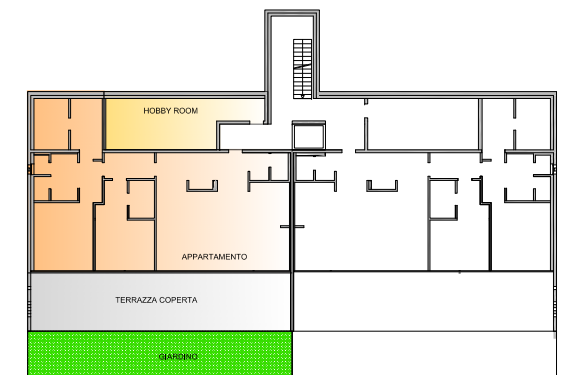 HOBBY ROOM
APPARTAMENTO
TERRAZZA COPERTA
GIARDINO